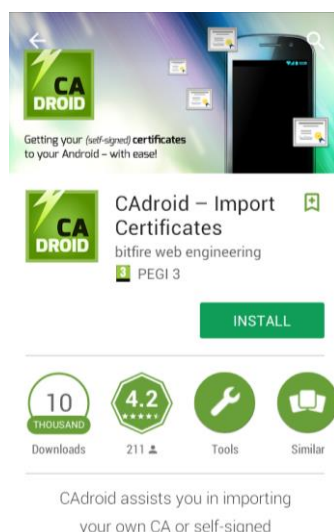 CA
DROID
Getting your (self-signed) certificates
to your Android – with ease!
CA
DROID
CAdroid – Import
Certificates
bitfire web engineering
3 PEGI 3
INSTALL
10
THOUSAND
Downloads
4.2
211
Tools
Similar
CAdroid assists you in importing
your own CA or self-signed